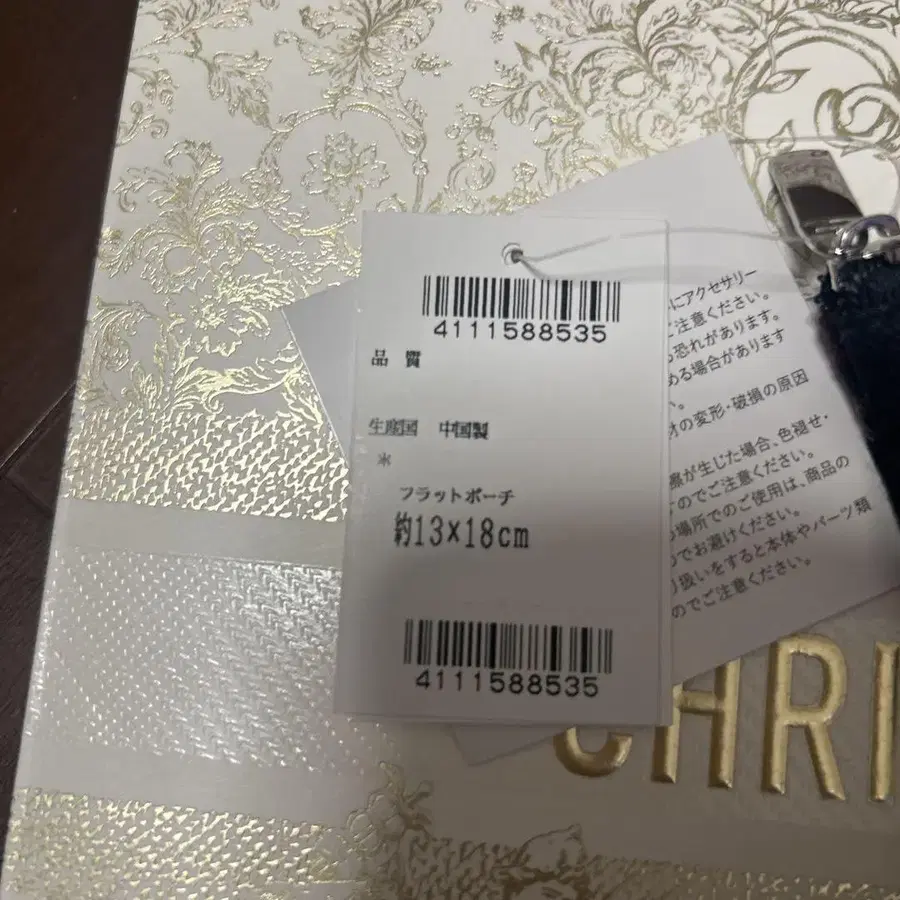 4111588535
品 質
生産国 中国製
*
フラットポーチ
約13×18cm
4111588535
にアクセサリー
ご注意ください。
恐れがあります。
める場合があります
い。
オの変形・破損の原因
擦が生じた場合、色褪せ・
のでご注意ください。
場所でのご使用は、商品の
でお避けください。
り扱いをすると本体やパーツ類
のでご注意ください。
CHRI